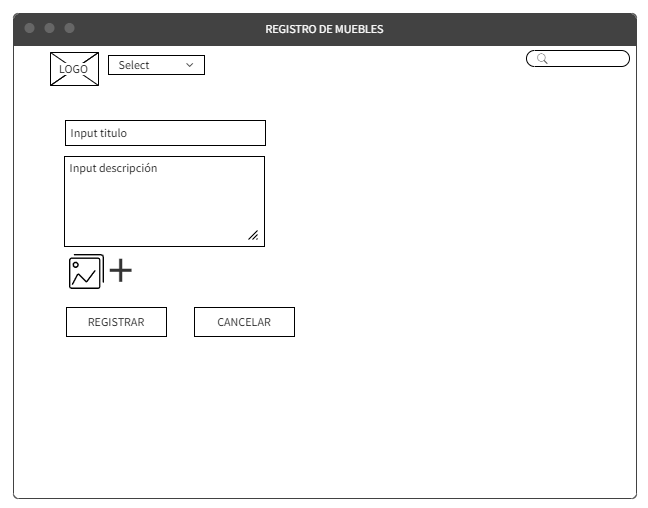 REGISTRO DE MUEBLES
LOGO
Select
Input titulo
Input descripción
REGISTRAR
CANCELAR